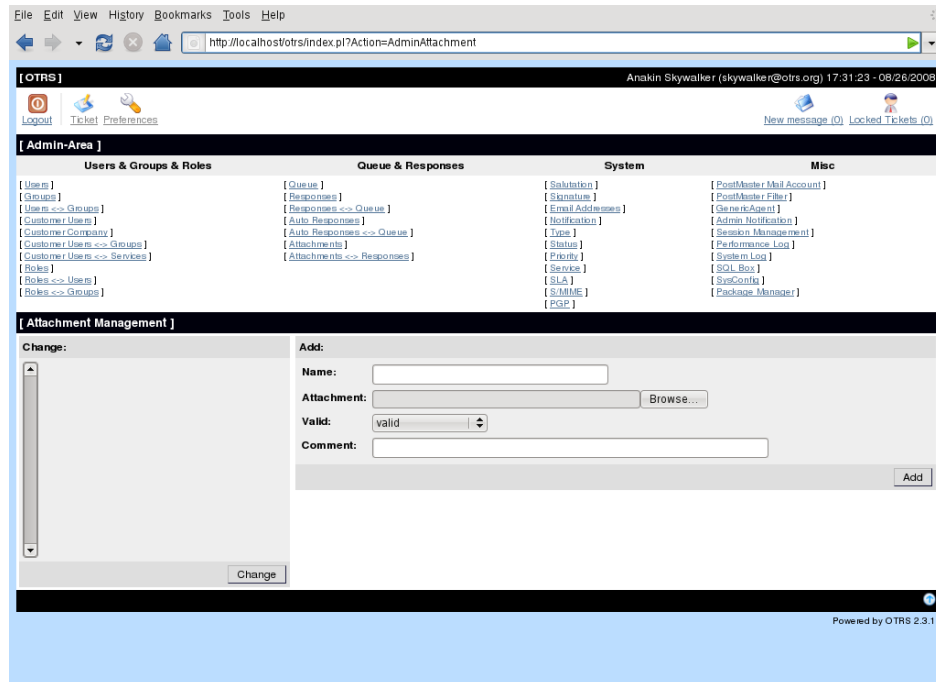 File Edit View History Bookmarks Tools Help
http://localhost/otrs/index.pl?Action=AdminAttachment
[ OTRS ]
Anakin Skywalker (skywalker@otrs.org) 17:31:23 - 08/26/2008
Logout Ticket Preferences
New message (0) Locked Tickets (0)
[ Admin-Area ]
Users & Groups & Roles
[ Users ]
[ Groups ]
[ Users <-> Groups ]
[ Customer Users ]
[ Customer Company ]
[ Customer Users <-> Groups ]
[ Customer Users <-> Services ]
[ Roles ]
[ Roles <-> Users ]
[ Roles <-> Groups ]
Queue & Responses
[ Queue ]
[ Responses ]
[ Responses <-> Queue ]
[ Auto Responses ]
[ Auto Responses <-> Queue ]
[ Attachments ]
[ Attachments <-> Responses ]
System
[ Salutation ]
[ Signature ]
[ Email Addresses ]
[ Notification ]
[ Type ]
[ Status ]
[ Priority ]
[ Service ]
[ SLA ]
[ S/MIME ]
[ PGP ]
Misc
[ PostMaster Mail Account ]
[ PostMaster Filter ]
[ GenericAgent ]
[ Admin Notification ]
[ Session Management ]
[ Performance Log ]
[ System Log ]
[ SQL Box ]
[ SysConfig ]
[ Package Manager ]
[ Attachment Management ]
Change:
Change
Add:
Name:
Attachment: Browse...
Valid: valid
Comment:
Add
Powered by OTRS 2.3.1